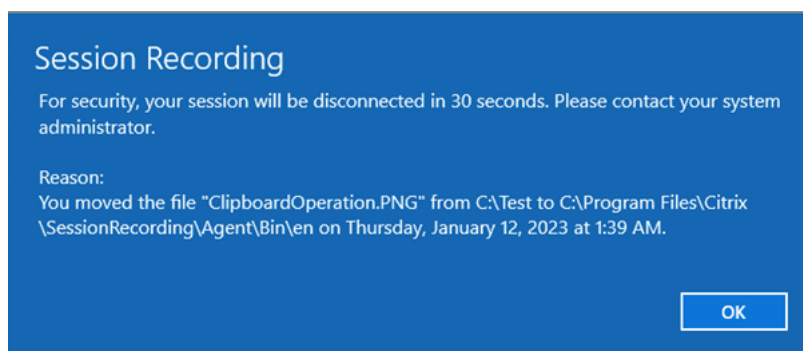 Session Recording
For security, your session will be disconnected in 30 seconds. Please contact your system
administrator.
Reason:
You moved the file "ClipboardOperation.PNG" from C:\Test to C:\Program Files\Citrix
\SessionRecording\Agent\Bin\en on Thursday, January 12, 2023 at 1:39 AM.
OK